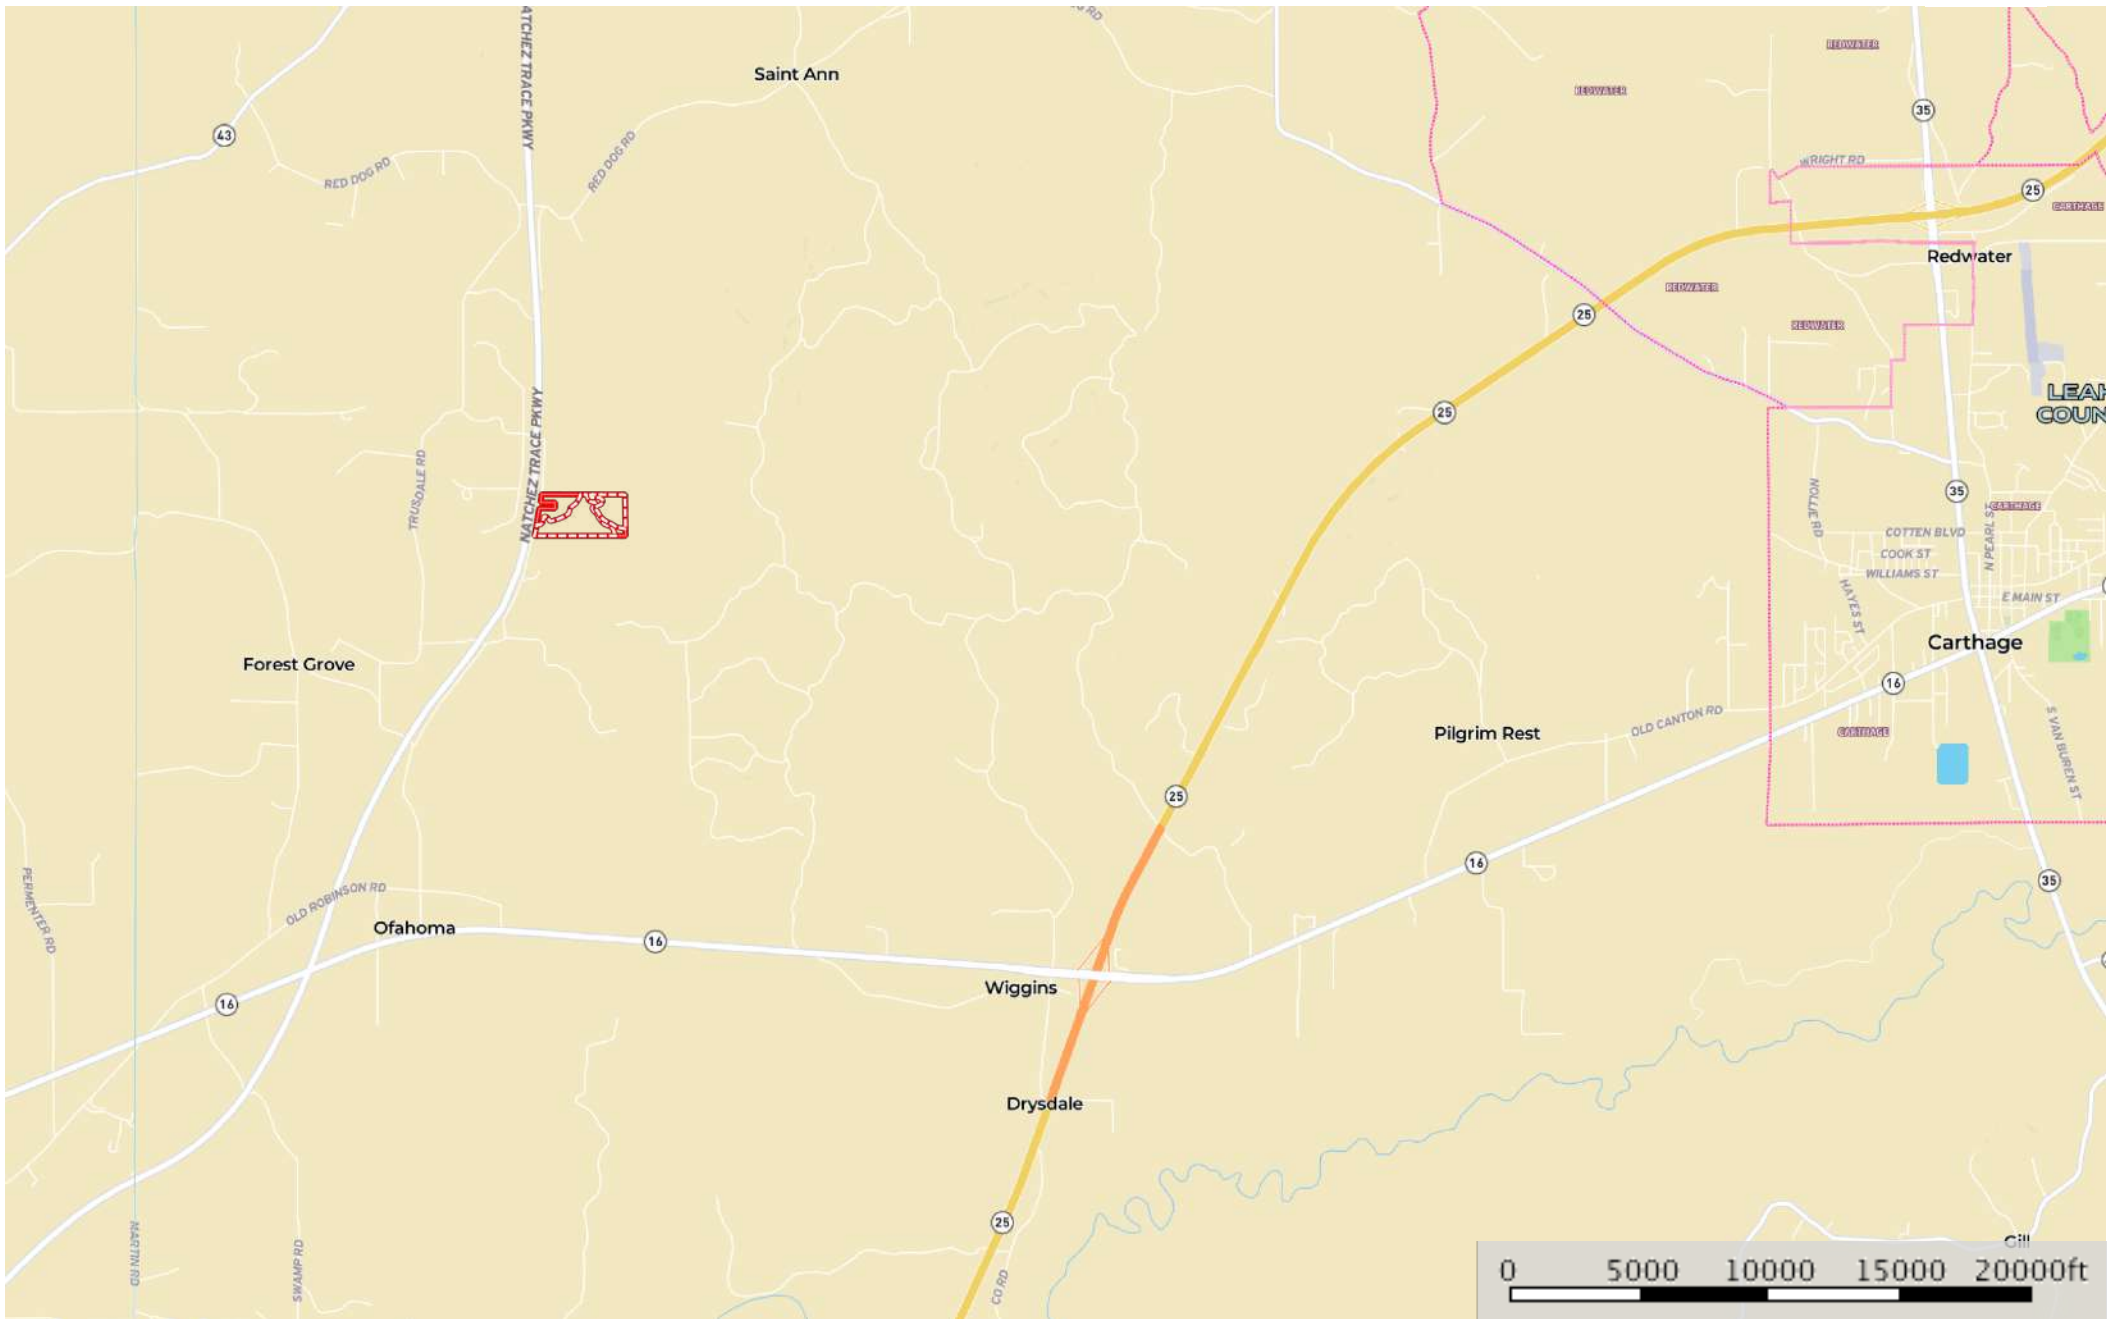 NATCHEZ TRACE PKWY
RD
Saint Ann
REDWATER
REDWATER
43
35
RED DOG RD
RED DOG RD
WRIGHT RD
25
CARTHAGE
Redwater
REDWATER
25
REDWATER
LEAK
COUN
NATCHEZ TRACE PKWY
25
TRUSDALE RD
NOLLIE RD
35
N PEARL ST
CARTHAGE
COTTEN BLVD
COOK ST
WILLIAMS ST
HAYES ST
E MAIN ST
Forest Grove
Carthage
16
OLD CANTON RD
Pilgrim Rest
CARTHAGE
S VAN BUREN ST
25
16
35
PERMENTER RD
OLD ROBINSON RD
Ofahoma
16
Wiggins
16
Drysdale
25
MARTIN RD
SWAMP RD
CO RD
Gill
0 5000 10000 15000 20000ft